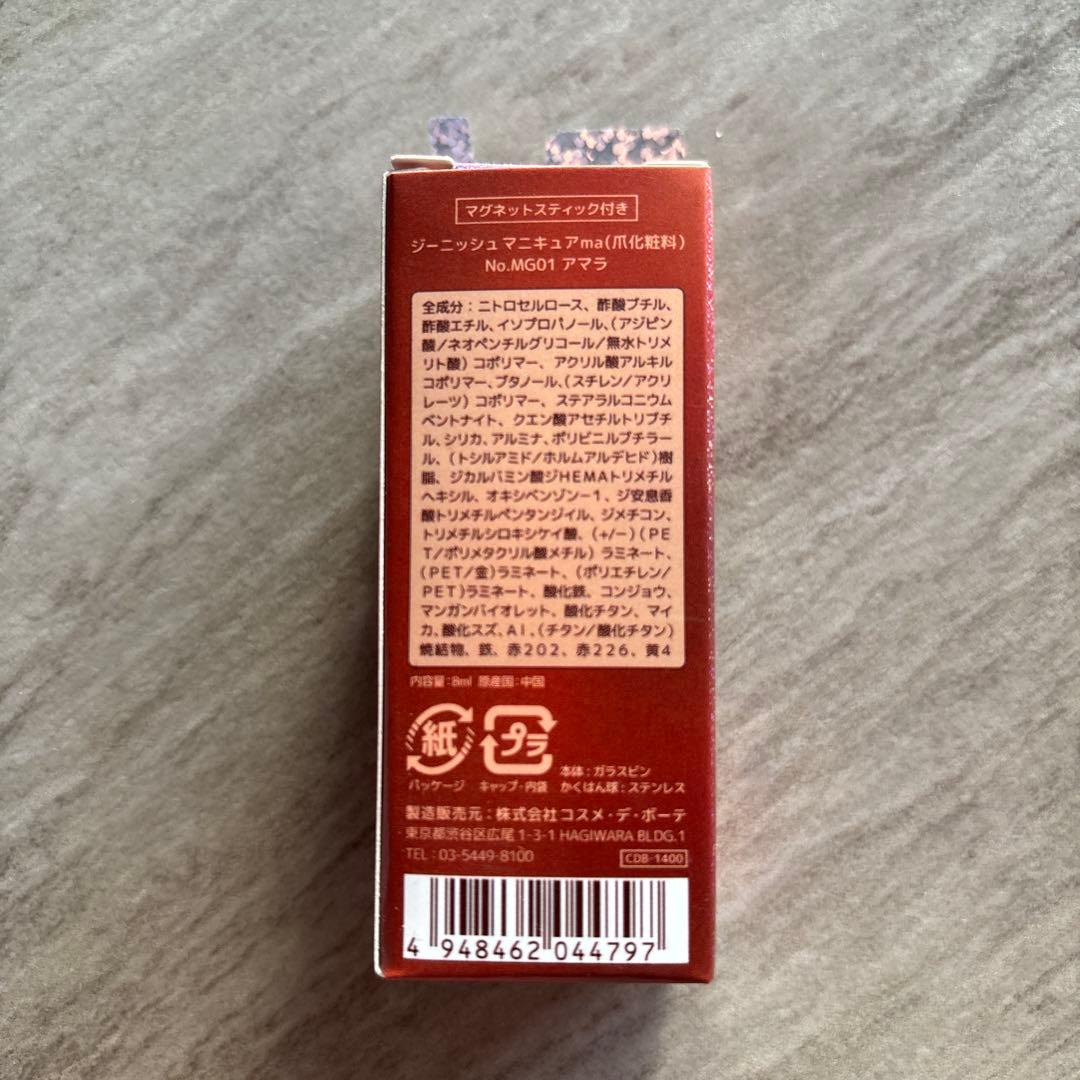 マグネットスティック付き
ジーニッシュマニキュアma(爪化粧料)
No.MG01 アマラ
全成分：ニトロセルロース、酢酸ブチル、
酢酸エチル、イソプロパノール、(アジピン
酸/ネオペンチルグリコール/無水トリメ
リト酸)コポリマー、アクリル酸アルキル
コポリマー、ブタノール、(スチレン/アクリ
レーツ)コポリマー、ステアラルコニウム
ベントナイト、クエン酸アセチルトリブチ
ル、シリカ、アルミナ、ポリビニルブチラー
ル、(トシルアミド/ホルムアルデヒド)樹
脂、ジカルバミン酸ジHEMAトリメチル
ヘキシル、オキシベンゾン-1、ジ安息香
酸トリメチルペンタンジイル、ジメチコン、
トリメチルシロキシケイ酸、(+/-)(PE
T/ポリメタクリル酸メチル)ラミネート、
(PET/金)ラミネート、(ポリエチレン/
PET)ラミネート、酸化鉄、コンジョウ、
マンガンバイオレット、酸化チタン、マイ
カ、酸化スズ、Al、(チタン/酸化チタン)
焼結物、鉄、赤202、赤226、黄4
内容量：8ml 原産国：中国
紙 プラ
本体：ガラスビン
パッケージ キャップ・内袋 かくはん球：ステンレス
製造販売元：株式会社コスメ・デ・ボーテ
東京都渋谷区広尾1-3-1 HAGIWARA BLDG.1
TEL：03-5449-8100 CDB-1400
4 948462 044797